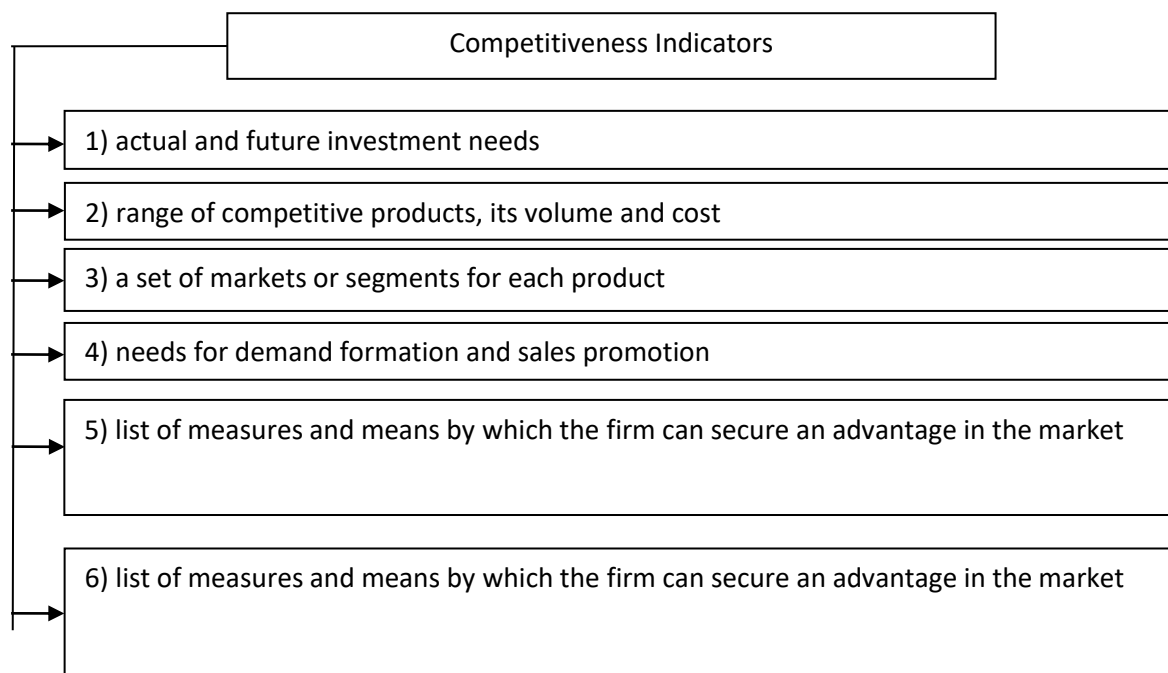 Competitiveness Indicators
1) actual and future investment needs
2) range of competitive products, its volume and cost
3) a set of markets or segments for each product
4) needs for demand formation and sales promotion
5) list of measures and means by which the firm can secure an advantage in the market
6) list of measures and means by which the firm can secure an advantage in the market